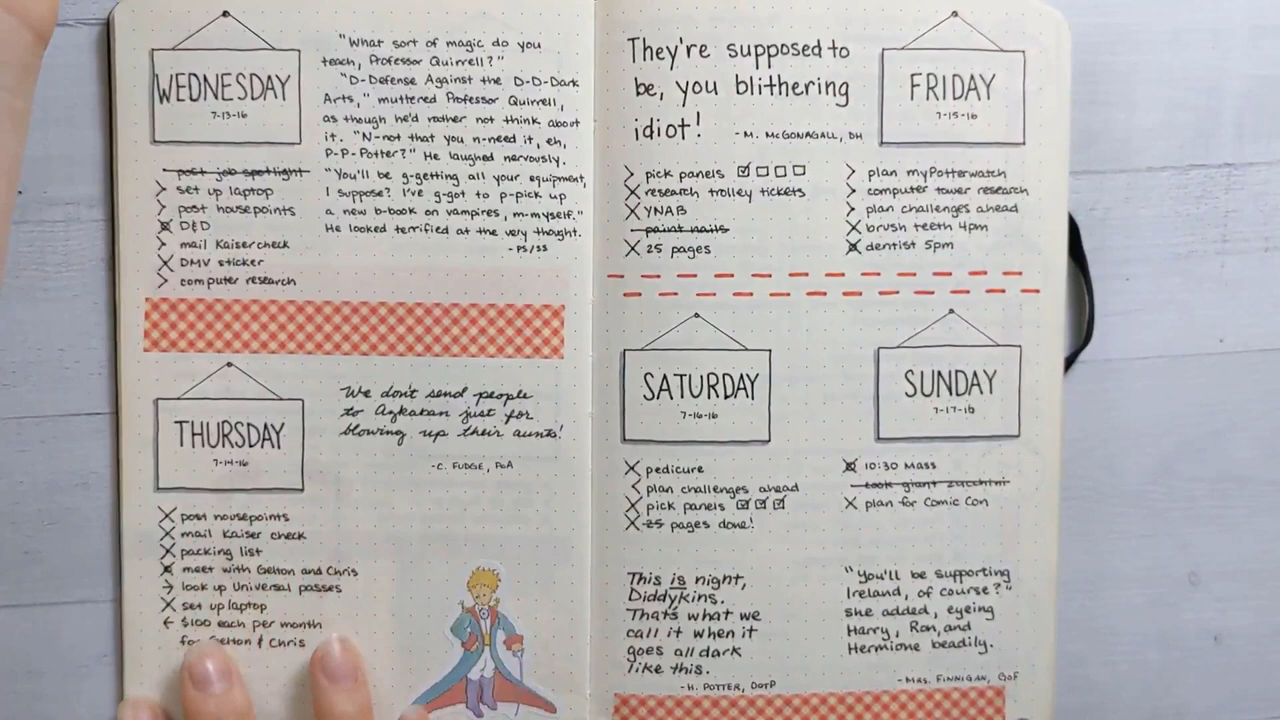 WEDNESDAY
7-13-16
"What sort of magic do you
teach, Professor Quirrell?"
"D-Defense Against the D-D-Dark
Arts," muttered Professor Quirrell,
as though he'd rather not think about
it. "N-not that you n-need it, eh,
P-P-Potter?" He laughed nervously.
"You'll be g-getting all your equipment,
I suppose? I've g-got to p-pick up
a new b-book on vampires, m-myself."
He looked terrified at the very thought.
- PS/SS
post job spotlight
set up laptop
post housepoints
D&D
mail Kaiser check
DMV sticker
computer research
THURSDAY
7-14-16
We don't send people
to Azkaban just for
blowing up their aunts!
-C. FUDGE, PoA
post housepoints
mail Kaiser check
packing list
meet with Gelton and Chris
look up Universal passes
set up laptop
$100 each per month
for Gelton & Chris
They're supposed to
be, you blithering
idiot!
- M. McGONAGALL, DH
FRIDAY
7-15-16
pick panels
research trolley tickets
YNAB
paint nails
25 pages
plan myPotterwatch
computer tower research
plan challenges ahead
brush teeth 4pm
dentist 5pm
SATURDAY
7-16-16
pedicure
plan challenges ahead
pick panels
25 pages done!
This is night,
Diddykins.
That's what we
call it when it
goes all dark
like this.
-H. POTTER, OotP
SUNDAY
7-17-16
10:30 Mass
cook giant zucchini
plan for Comic Con
"You'll be supporting
Ireland, of course?"
she added, eyeing
Harry, Ron, and
Hermione beadily.
- MRS. FINNIGAN, GoF